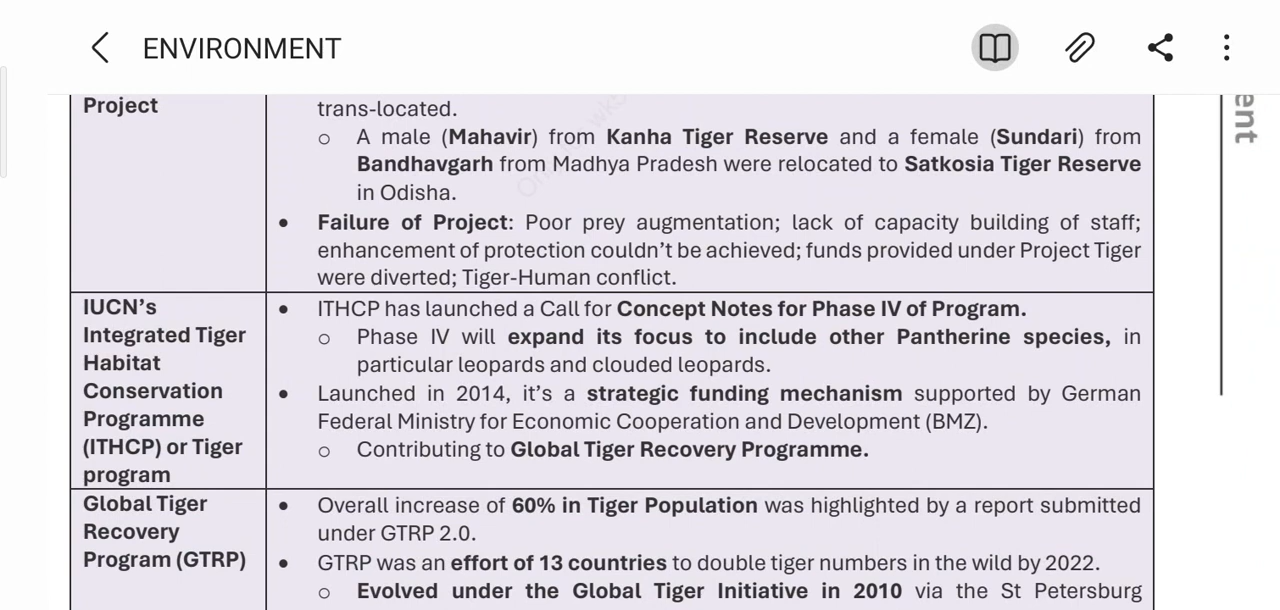 ENVIRONMENT
Project
trans-located.
o A male (Mahavir) from Kanha Tiger Reserve and a female (Sundari) from
Bandhavgarh from Madhya Pradesh were relocated to Satkosia Tiger Reserve
in Odisha.
• Failure of Project: Poor prey augmentation; lack of capacity building of staff;
enhancement of protection couldn't be achieved; funds provided under Project Tiger
were diverted; Tiger-Human conflict.
IUCN's
Integrated Tiger
Habitat
Conservation
Programme
(ITHCP) or Tiger
program
• ITHCP has launched a Call for Concept Notes for Phase IV of Program.
o Phase IV will expand its focus to include other Pantherine species, in
particular leopards and clouded leopards.
• Launched in 2014, it's a strategic funding mechanism supported by German
Federal Ministry for Economic Cooperation and Development (BMZ).
o Contributing to Global Tiger Recovery Programme.
Global Tiger
Recovery
Program (GTRP)
• Overall increase of 60% in Tiger Population was highlighted by a report submitted
under GTRP 2.0.
• GTRP was an effort of 13 countries to double tiger numbers in the wild by 2022.
o Evolved under the Global Tiger Initiative in 2010 via the St Petersburg
ent